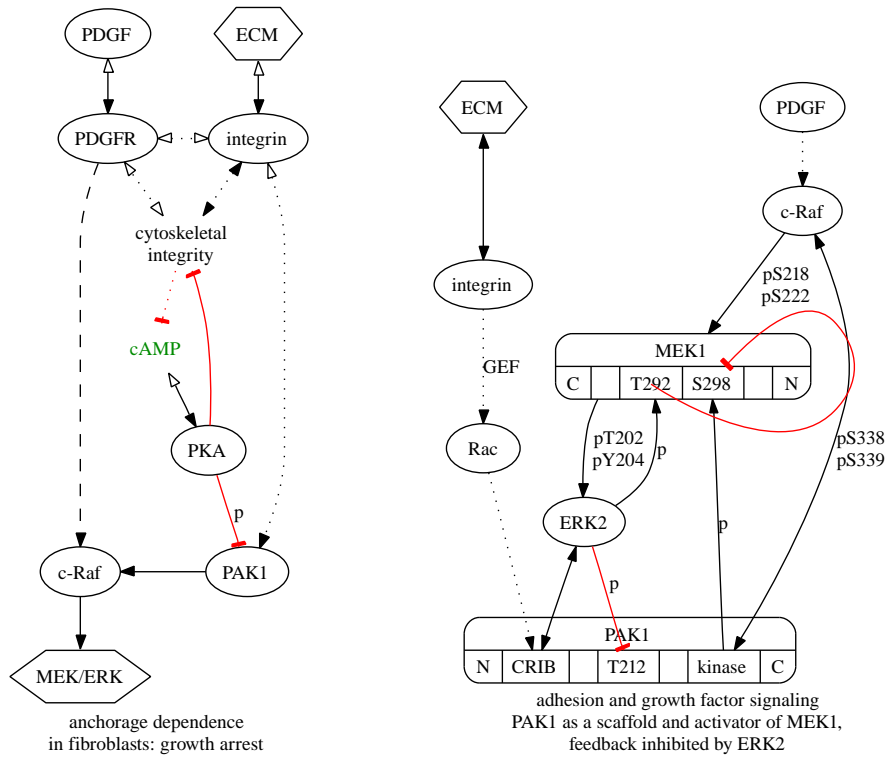 PDGF
ECM
PDGFR
integrin
cytoskeletal
integrity
cAMP
PKA
p
c-Raf
PAK1
MEK/ERK
anchorage dependence
in fibroblasts: growth arrest
ECM
PDGF
c-Raf
integrin
pS218
pS222
MEK1
GEF
C
T292
S298
N
Rac
pT202
pY204
p
pS338
pS339
ERK2
p
p
PAK1
N
CRIB
T212
kinase
C
adhesion and growth factor signaling
PAK1 as a scaffold and activator of MEK1,
feedback inhibited by ERK2